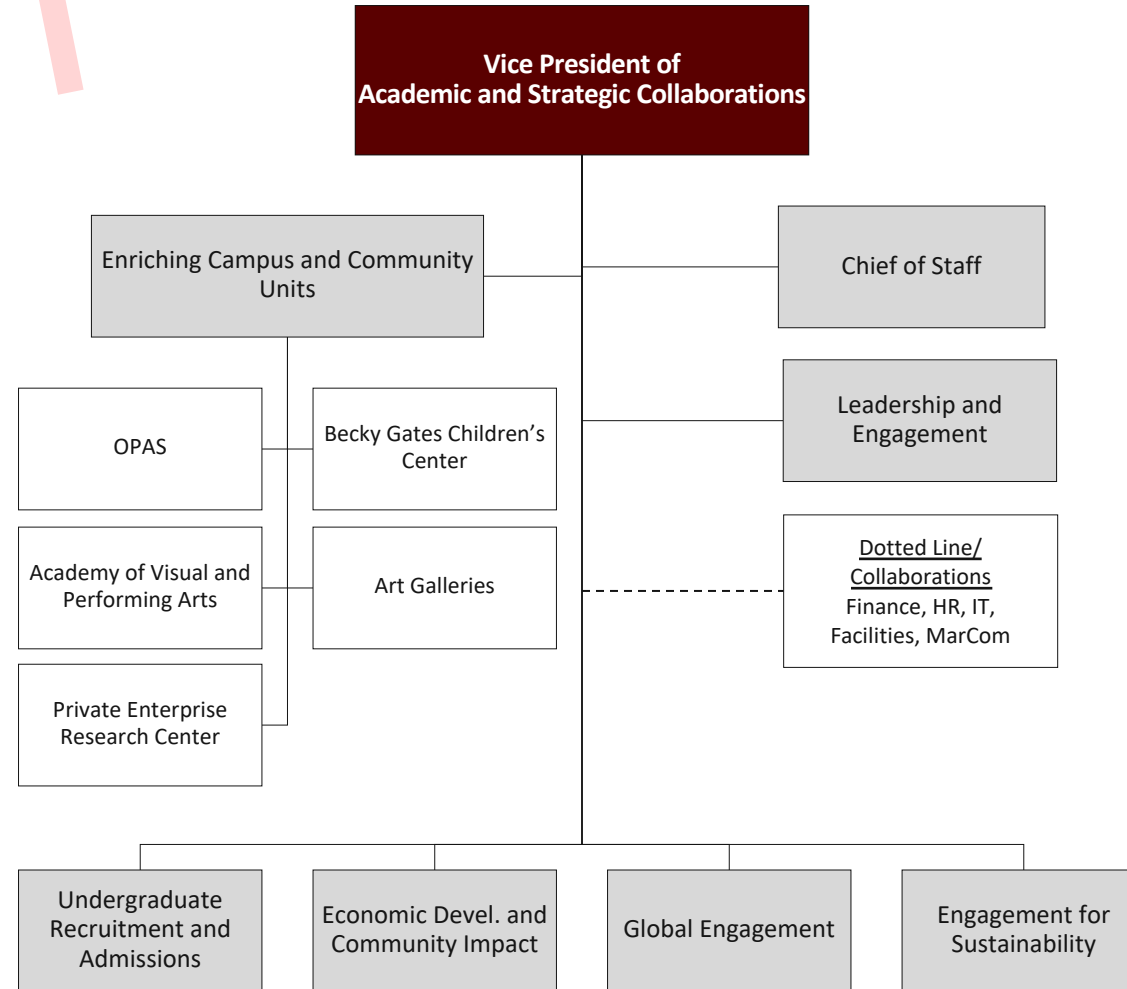 Vice President of
Academic and Strategic Collaborations
Enriching Campus and Community
Units
Chief of Staff
Leadership and
Engagement
OPAS
Becky Gates Children’s
Center
Academy of Visual and
Performing Arts
Art Galleries
Dotted Line/
Collaborations
Finance, HR, IT,
Facilities, MarCom
Private Enterprise
Research Center
Undergraduate
Recruitment and
Admissions
Economic Devel. and
Community Impact
Global Engagement
Engagement for
Sustainability